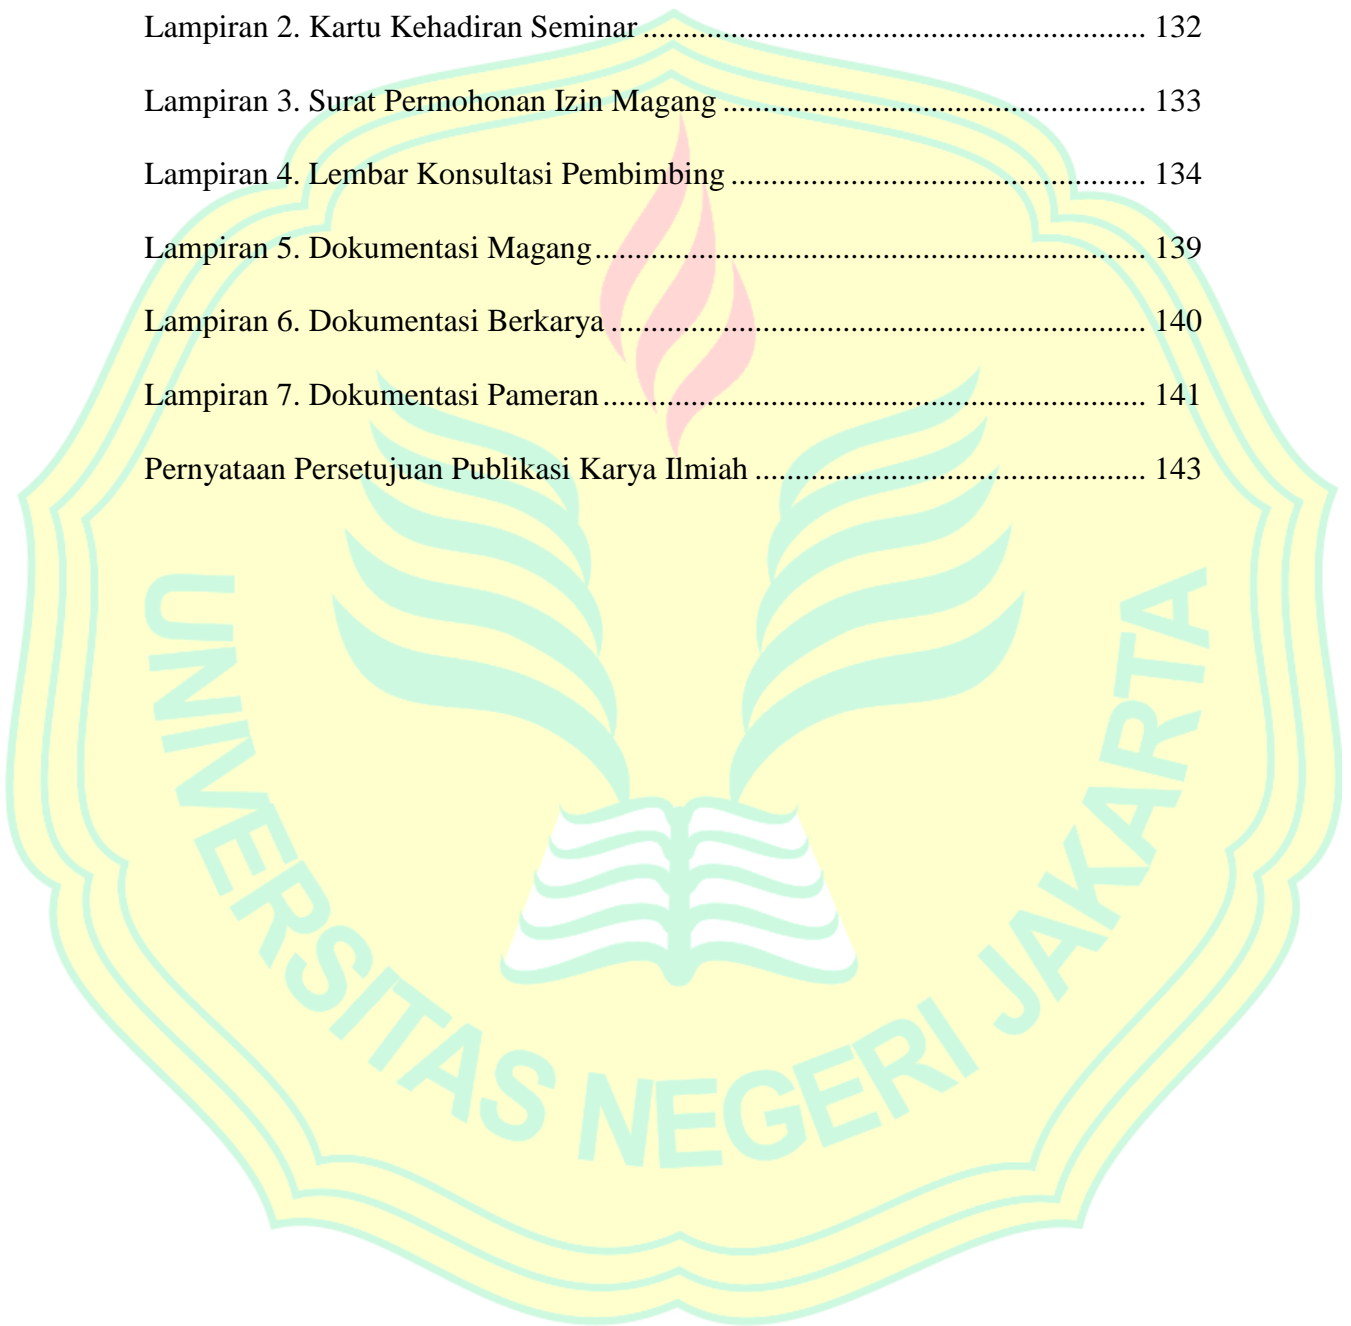 Lampiran 2. Kartu Kehadiran Seminar ............................................................... 132
Lampiran 3. Surat Permohonan Izin Magang ..................................................... 133
Lampiran 4. Lembar Konsultasi Pembimbing .................................................... 134
Lampiran 5. Dokumentasi Magang ..................................................................... 139
Lampiran 6. Dokumentasi Berkarya ................................................................... 140
Lampiran 7. Dokumentasi Pameran .................................................................... 141
Pernyataan Persetujuan Publikasi Karya Ilmiah ................................................. 143
UNIVERSITAS NEGERI JAKARTA